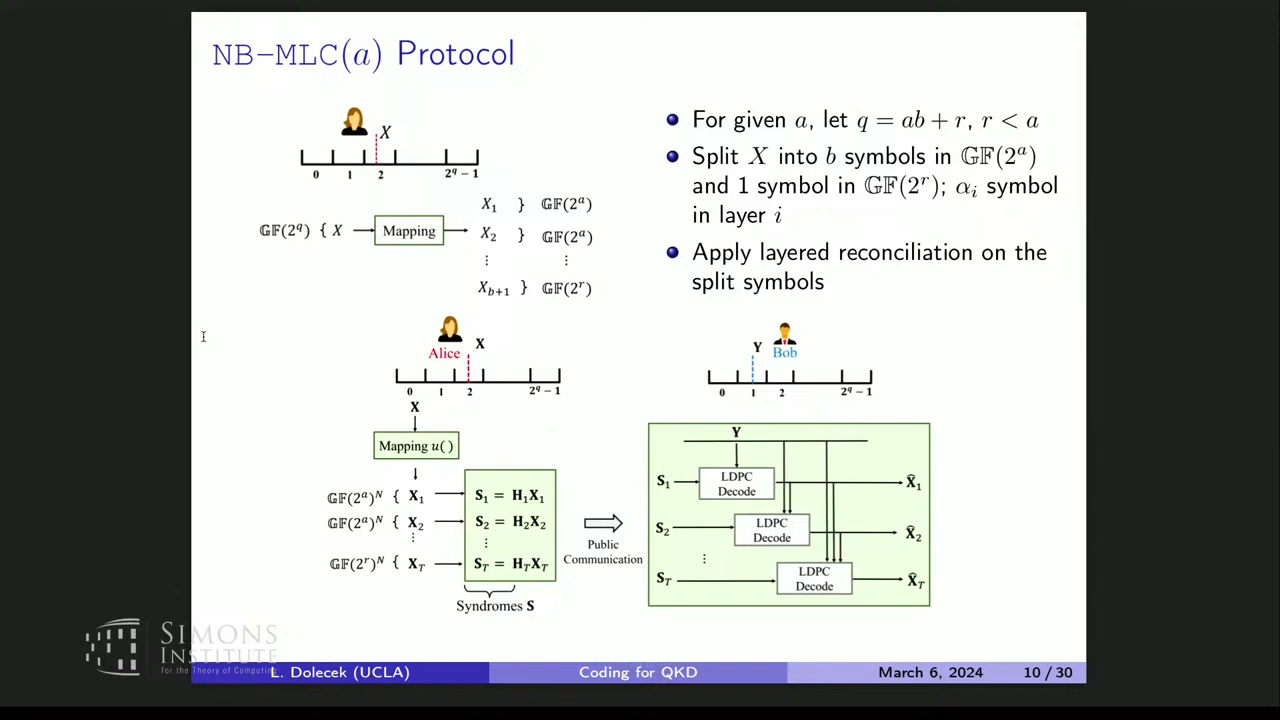 NB-MLC(a) Protocol
X
0 1 2 2^q − 1
𝔾𝔽(2^q) { X Mapping
X_1 } 𝔾𝔽(2^a)
X_2 } 𝔾𝔽(2^a)
⋮ ⋮
X_{b+1} } 𝔾𝔽(2^r)
For given a, let q = ab + r, r < a
Split X into b symbols in 𝔾𝔽(2^a)
and 1 symbol in 𝔾𝔽(2^r); α_i symbol
in layer i
Apply layered reconciliation on the
split symbols
Alice X
0 1 2 2^q − 1
X
Mapping u( )
𝔾𝔽(2^a)^N { X_1 S_1 = H_1X_1
𝔾𝔽(2^a)^N { X_2 S_2 = H_2X_2
⋮ ⋮
𝔾𝔽(2^r)^N { X_T S_T = H_TX_T
Syndromes S
Public
Communication
Y Bob
0 1 2 2^q − 1
Y
S_1 LDPC
Decode X̂_1
S_2 LDPC
Decode X̂_2
⋮
S_T LDPC
Decode X̂_T
SIMONS
INSTITUTE
for the Theory of Computing
L. Dolecek (UCLA) Coding for QKD March 6, 2024 10 / 30